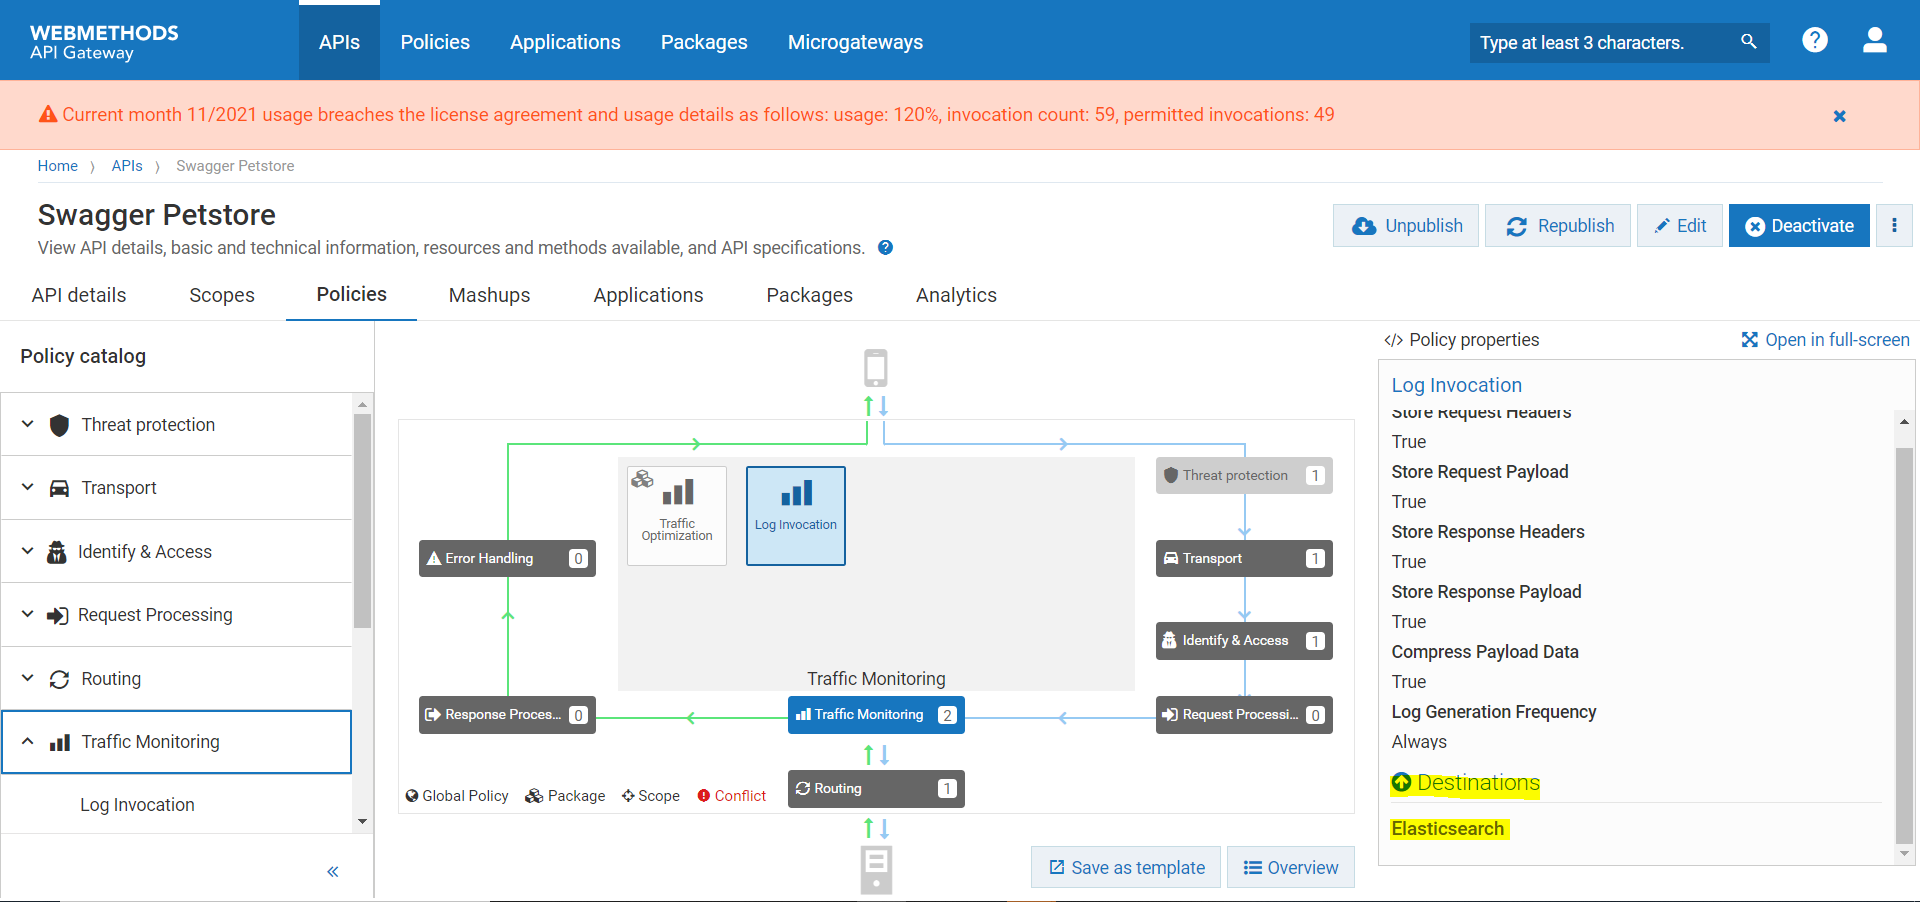 WEBMETHODS
API Gateway
APIs
Policies
Applications
Packages
Microgateways
Type at least 3 characters.
Current month 11/2021 usage breaches the license agreement and usage details as follows: usage: 120%, invocation count: 59, permitted invocations: 49
Home 〉 APIs 〉 Swagger Petstore
Swagger Petstore
View API details, basic and technical information, resources and methods available, and API specifications.
Unpublish
Republish
Edit
Deactivate
API details
Scopes
Policies
Mashups
Applications
Packages
Analytics
Policy catalog
Threat protection
Transport
Identify & Access
Request Processing
Routing
Traffic Monitoring
Log Invocation
Traffic
Optimization
Log Invocation
Traffic Monitoring
Threat protection 1
Transport 1
Identify & Access 1
Request Processi... 0
Traffic Monitoring 2
Response Proces... 0
Error Handling 0
Routing 1
Global Policy
Package
Scope
Conflict
Save as template
Overview
</> Policy properties
Open in full-screen
Log Invocation
Store Request Headers
True
Store Request Payload
True
Store Response Headers
True
Store Response Payload
True
Compress Payload Data
True
Log Generation Frequency
Always
Destinations
Elasticsearch